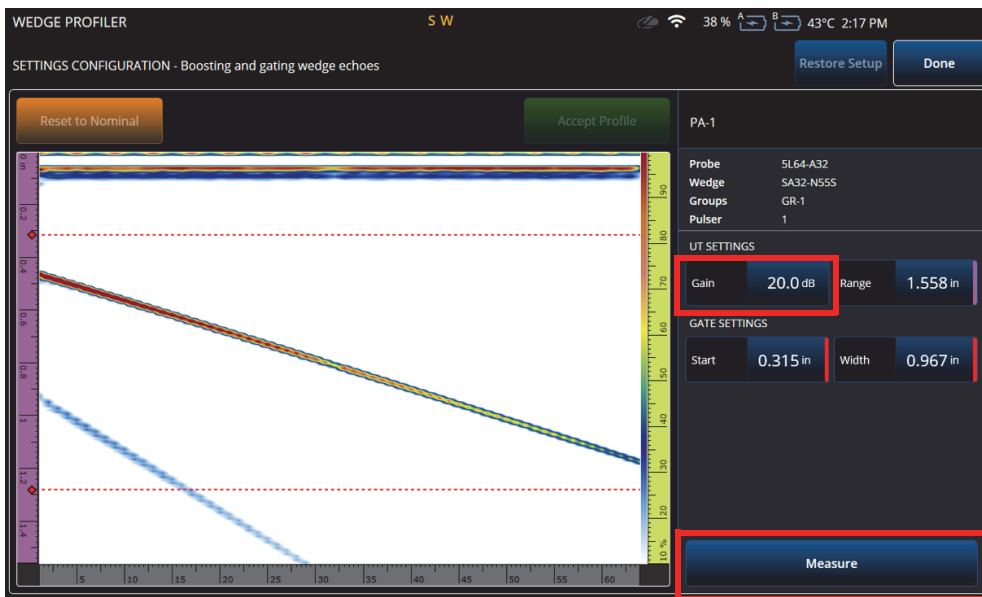 WEDGE PROFILER S W 38 % A B 43°C 2:17 PM
SETTINGS CONFIGURATION - Boosting and gating wedge echoes Restore Setup Done
Reset to Nominal Accept Profile PA-1
Probe 5L64-A32
Wedge SA32-N55S
Groups GR-1
Pulser 1
UT SETTINGS
Gain 20.0 dB Range 1.558 in
GATE SETTINGS
Start 0.315 in Width 0.967 in
Measure
0 in
0.2
0.4
0.6
0.8
1
1.2
1.4
90
80
70
60
50
40
30
20
10 %
5 10 15 20 25 30 35 40 45 50 55 60